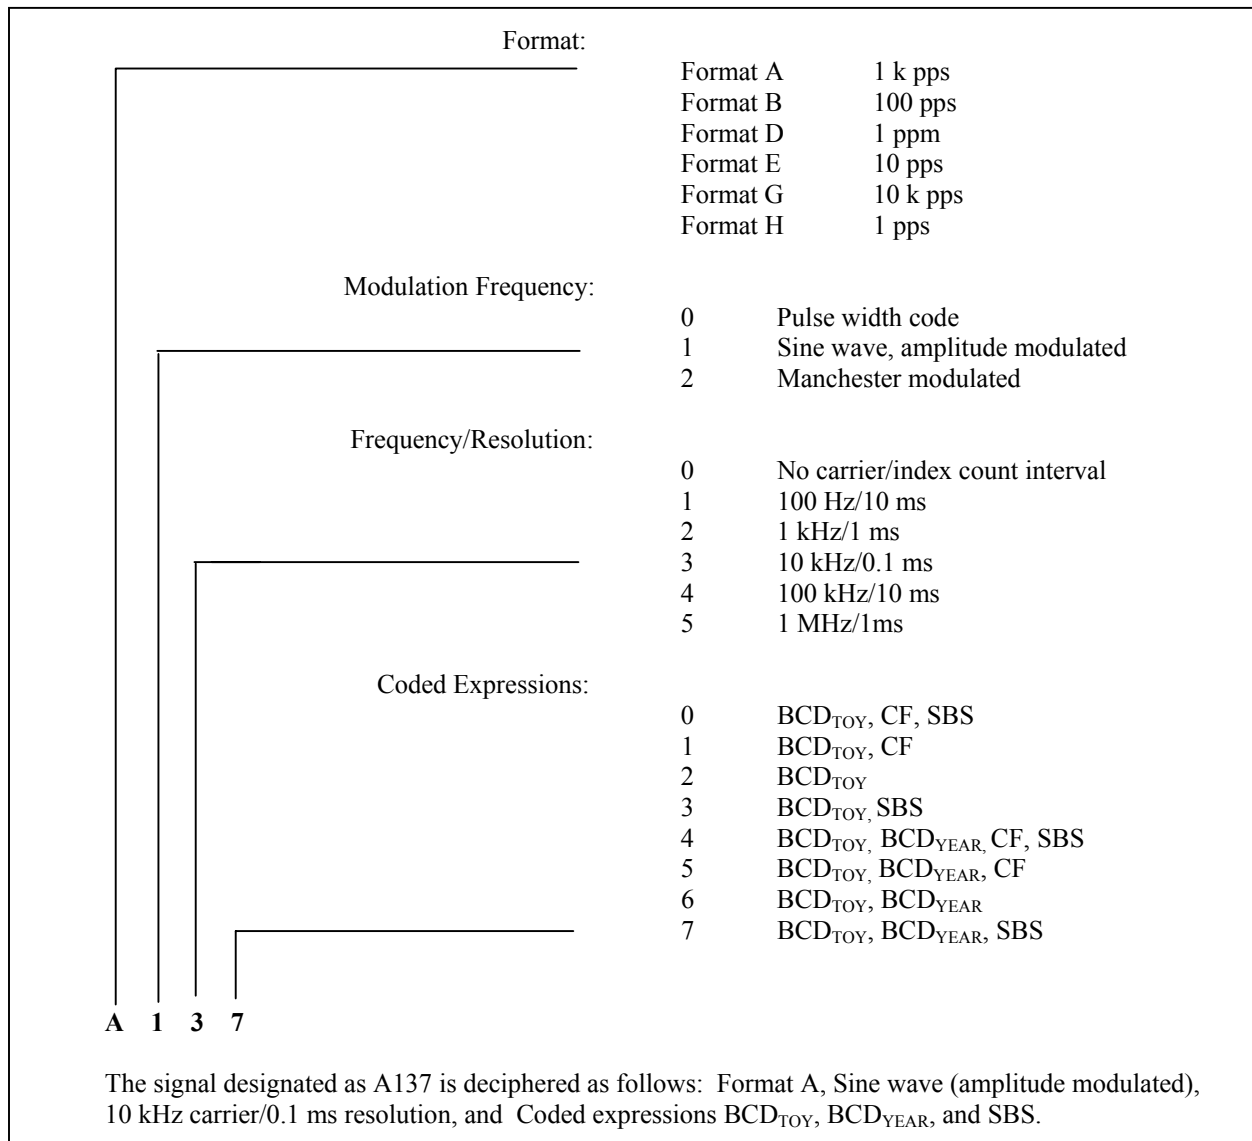 Format:
Format A 1 k pps
Format B 100 pps
Format D 1 ppm
Format E 10 pps
Format G 10 k pps
Format H 1 pps
Modulation Frequency:
0 Pulse width code
1 Sine wave, amplitude modulated
2 Manchester modulated
Frequency/Resolution:
0 No carrier/index count interval
1 100 Hz/10 ms
2 1 kHz/1 ms
3 10 kHz/0.1 ms
4 100 kHz/10 ms
5 1 MHz/1ms
Coded Expressions:
0 BCDTOY, CF, SBS
1 BCDTOY, CF
2 BCDTOY
3 BCDTOY, SBS
4 BCDTOY, BCDYEAR, CF, SBS
5 BCDTOY, BCDYEAR, CF
6 BCDTOY, BCDYEAR
7 BCDTOY, BCDYEAR, SBS
A 1 3 7
The signal designated as A137 is deciphered as follows: Format A, Sine wave (amplitude modulated),
10 kHz carrier/0.1 ms resolution, and Coded expressions BCDTOY, BCDYEAR, and SBS.